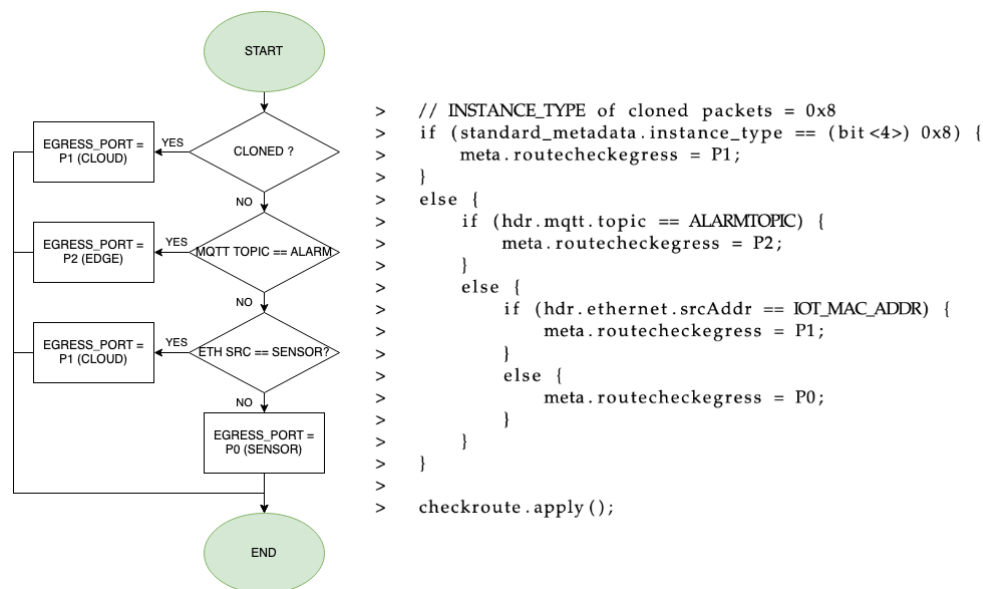 START
CLONED ?
YES
EGRESS_PORT =
P1 (CLOUD)
NO
MQTT TOPIC == ALARM
YES
EGRESS_PORT =
P2 (EDGE)
NO
ETH SRC == SENSOR?
YES
EGRESS_PORT =
P1 (CLOUD)
NO
EGRESS_PORT =
P0 (SENSOR)
END
> // INSTANCE_TYPE of cloned packets = 0x8
> if (standard_metadata.instance_type == (bit<4>) 0x8) {
>     meta.routecheckegress = P1;
> }
> else {
>     if (hdr.mqtt.topic == ALARMTOPIC) {
>         meta.routecheckegress = P2;
>     }
>     else {
>         if (hdr.ethernet.srcAddr == IOT_MAC_ADDR) {
>             meta.routecheckegress = P1;
>         }
>         else {
>             meta.routecheckegress = P0;
>         }
>     }
> }
>
> checkroute.apply();